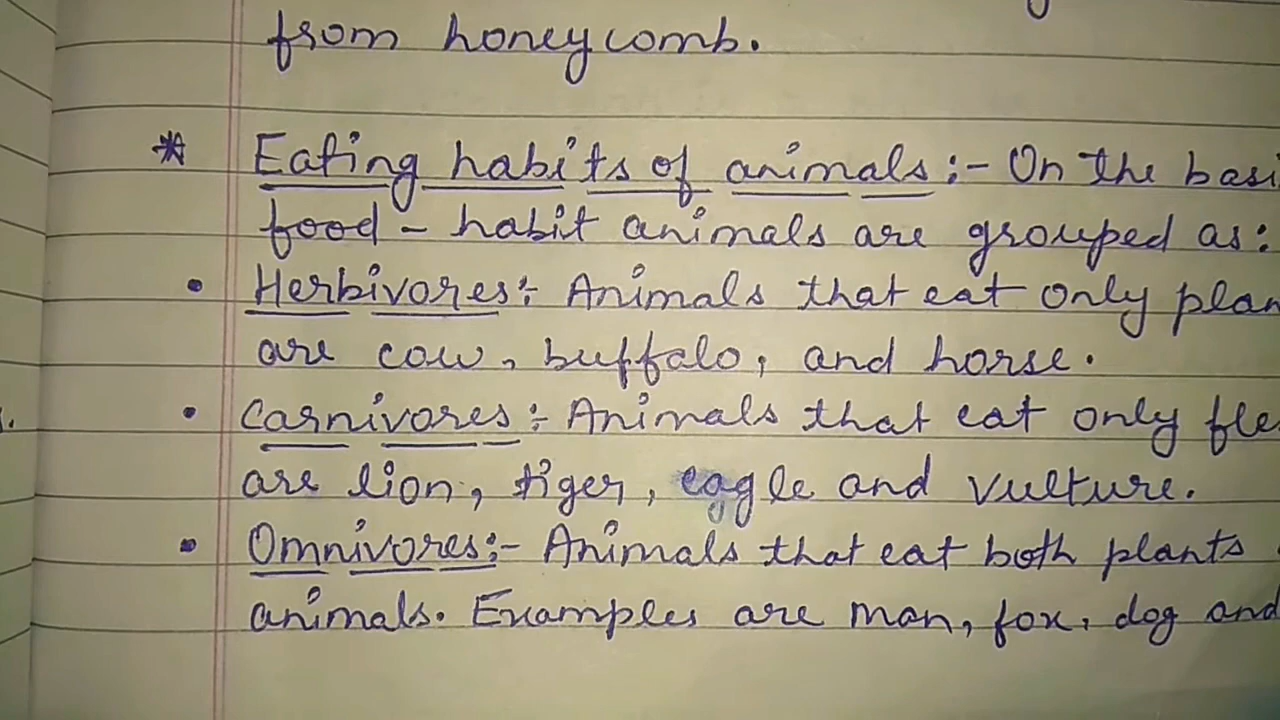 from honeycomb.
* Eating habits of animals:- On the basi
food - habit animals are grouped as:
• Herbivores:- Animals that eat only plan
are cow, buffalo, and horse.
• Carnivores:- Animals that eat only fle
are lion, tiger, eagle and vulture.
• Omnivores:- Animals that eat both plants
animals. Examples are man, fox, dog and